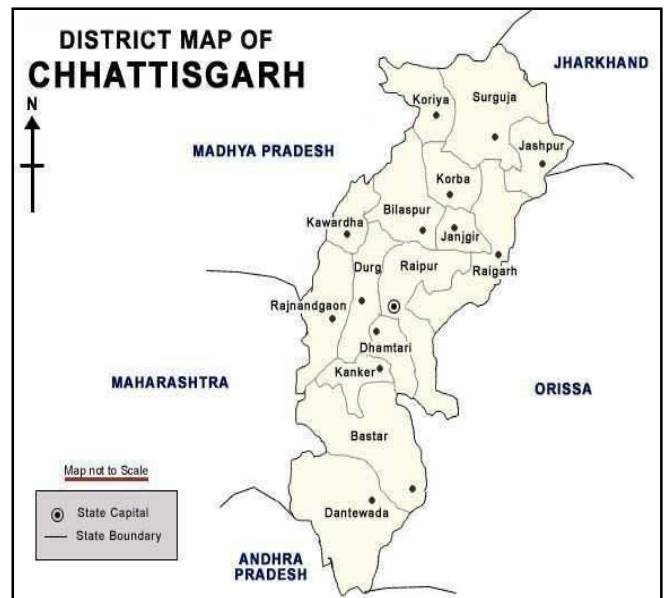 DISTRICT MAP OF
CHHATTISGARH
N
JHARKHAND
MADHYA PRADESH
Koriya
Surguja
Jashpur
Korba
Bilaspur
Janjgir
Kawardha
Durg
Raipur
Raigarh
Rajnandgaon
Dhamtari
Kanker
MAHARASHTRA
ORISSA
Bastar
Dantewada
Map not to Scale
State Capital
State Boundary
ANDHRA
PRADESH